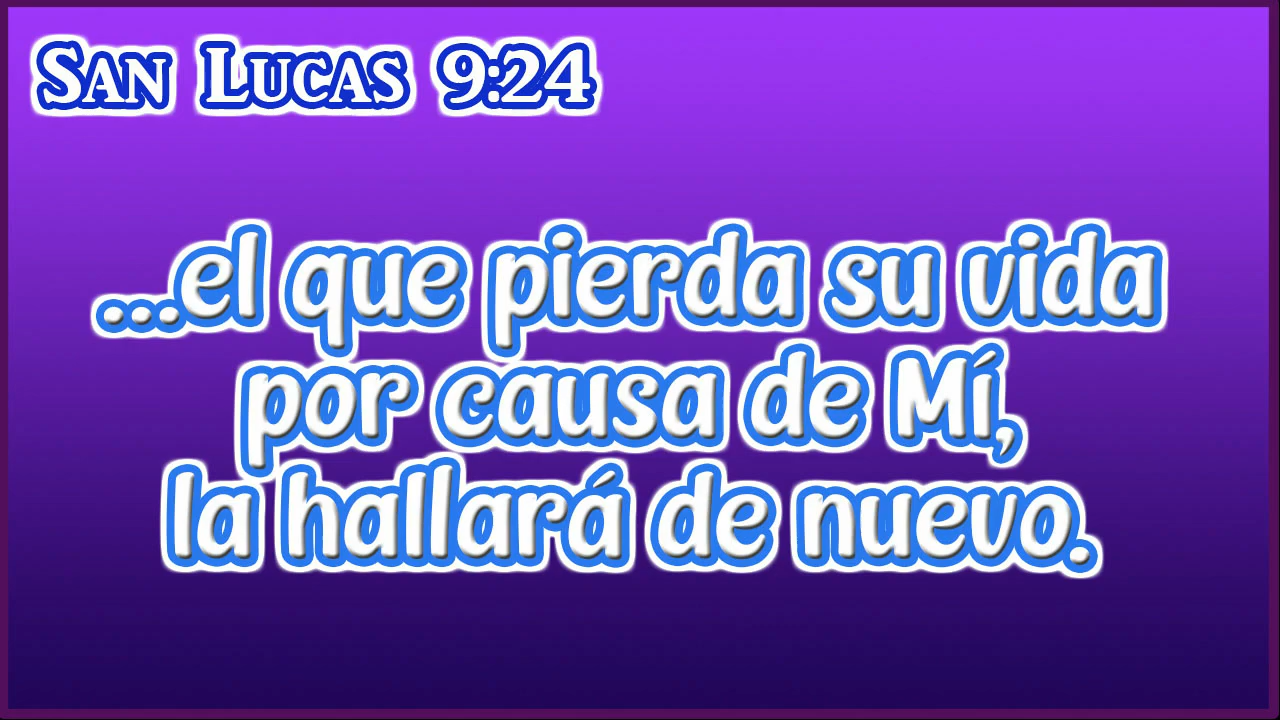 San Lucas 9:24
...el que pierda su vida
por causa de Mí,
la hallará de nuevo.